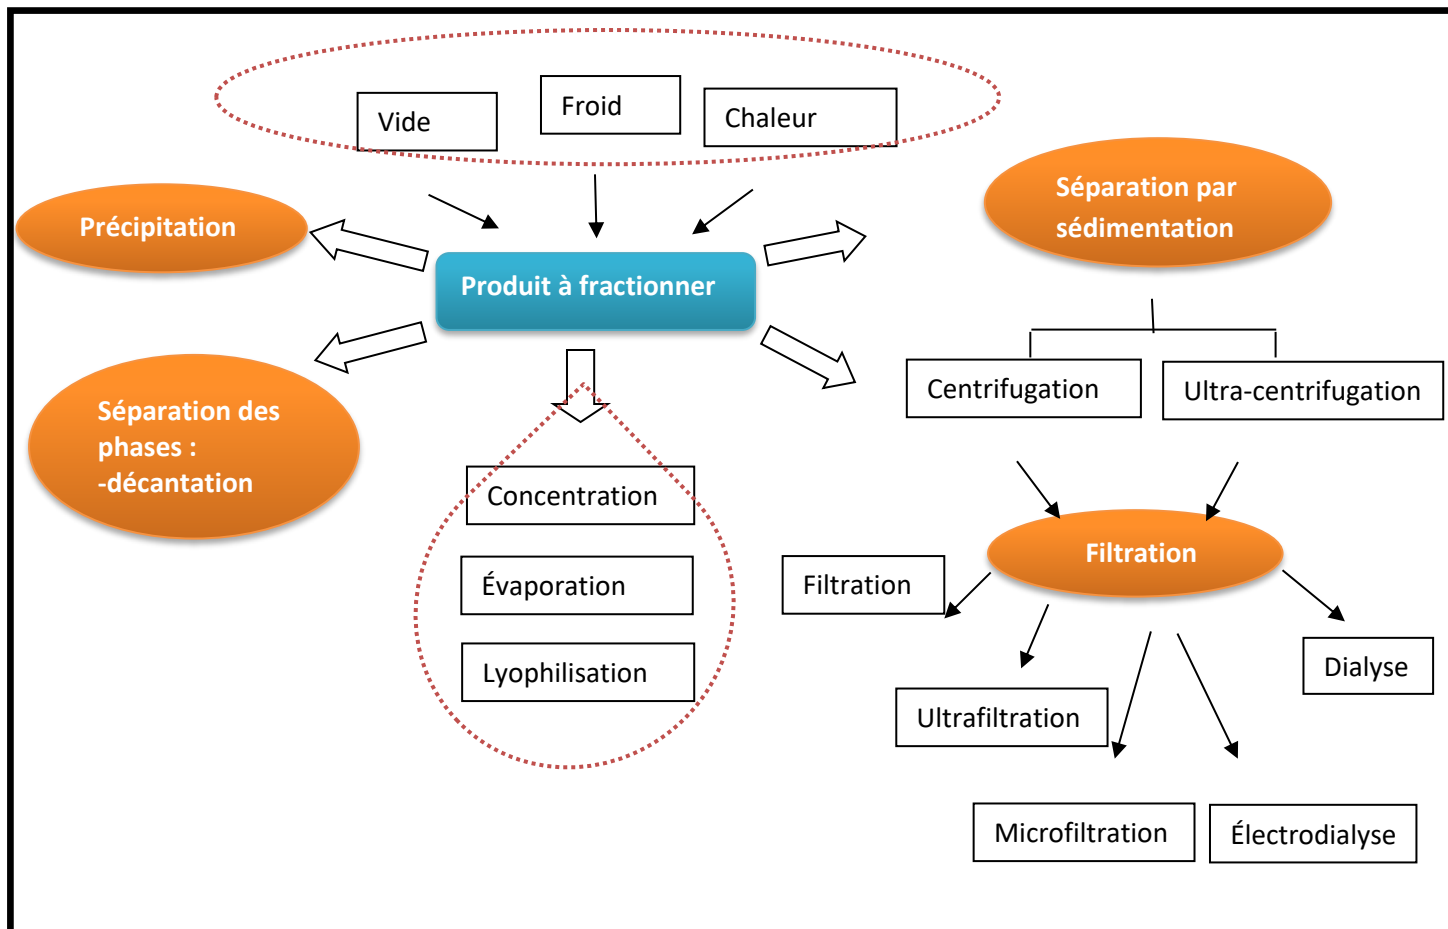 Vide
Froid
Chaleur
Précipitation
Séparation par
sédimentation
Produit à fractionner
Séparation des
phases :
-décantation
Centrifugation
Ultra-centrifugation
Concentration
Évaporation
Lyophilisation
Filtration
Filtration
Ultrafiltration
Dialyse
Microfiltration
Électrodialyse